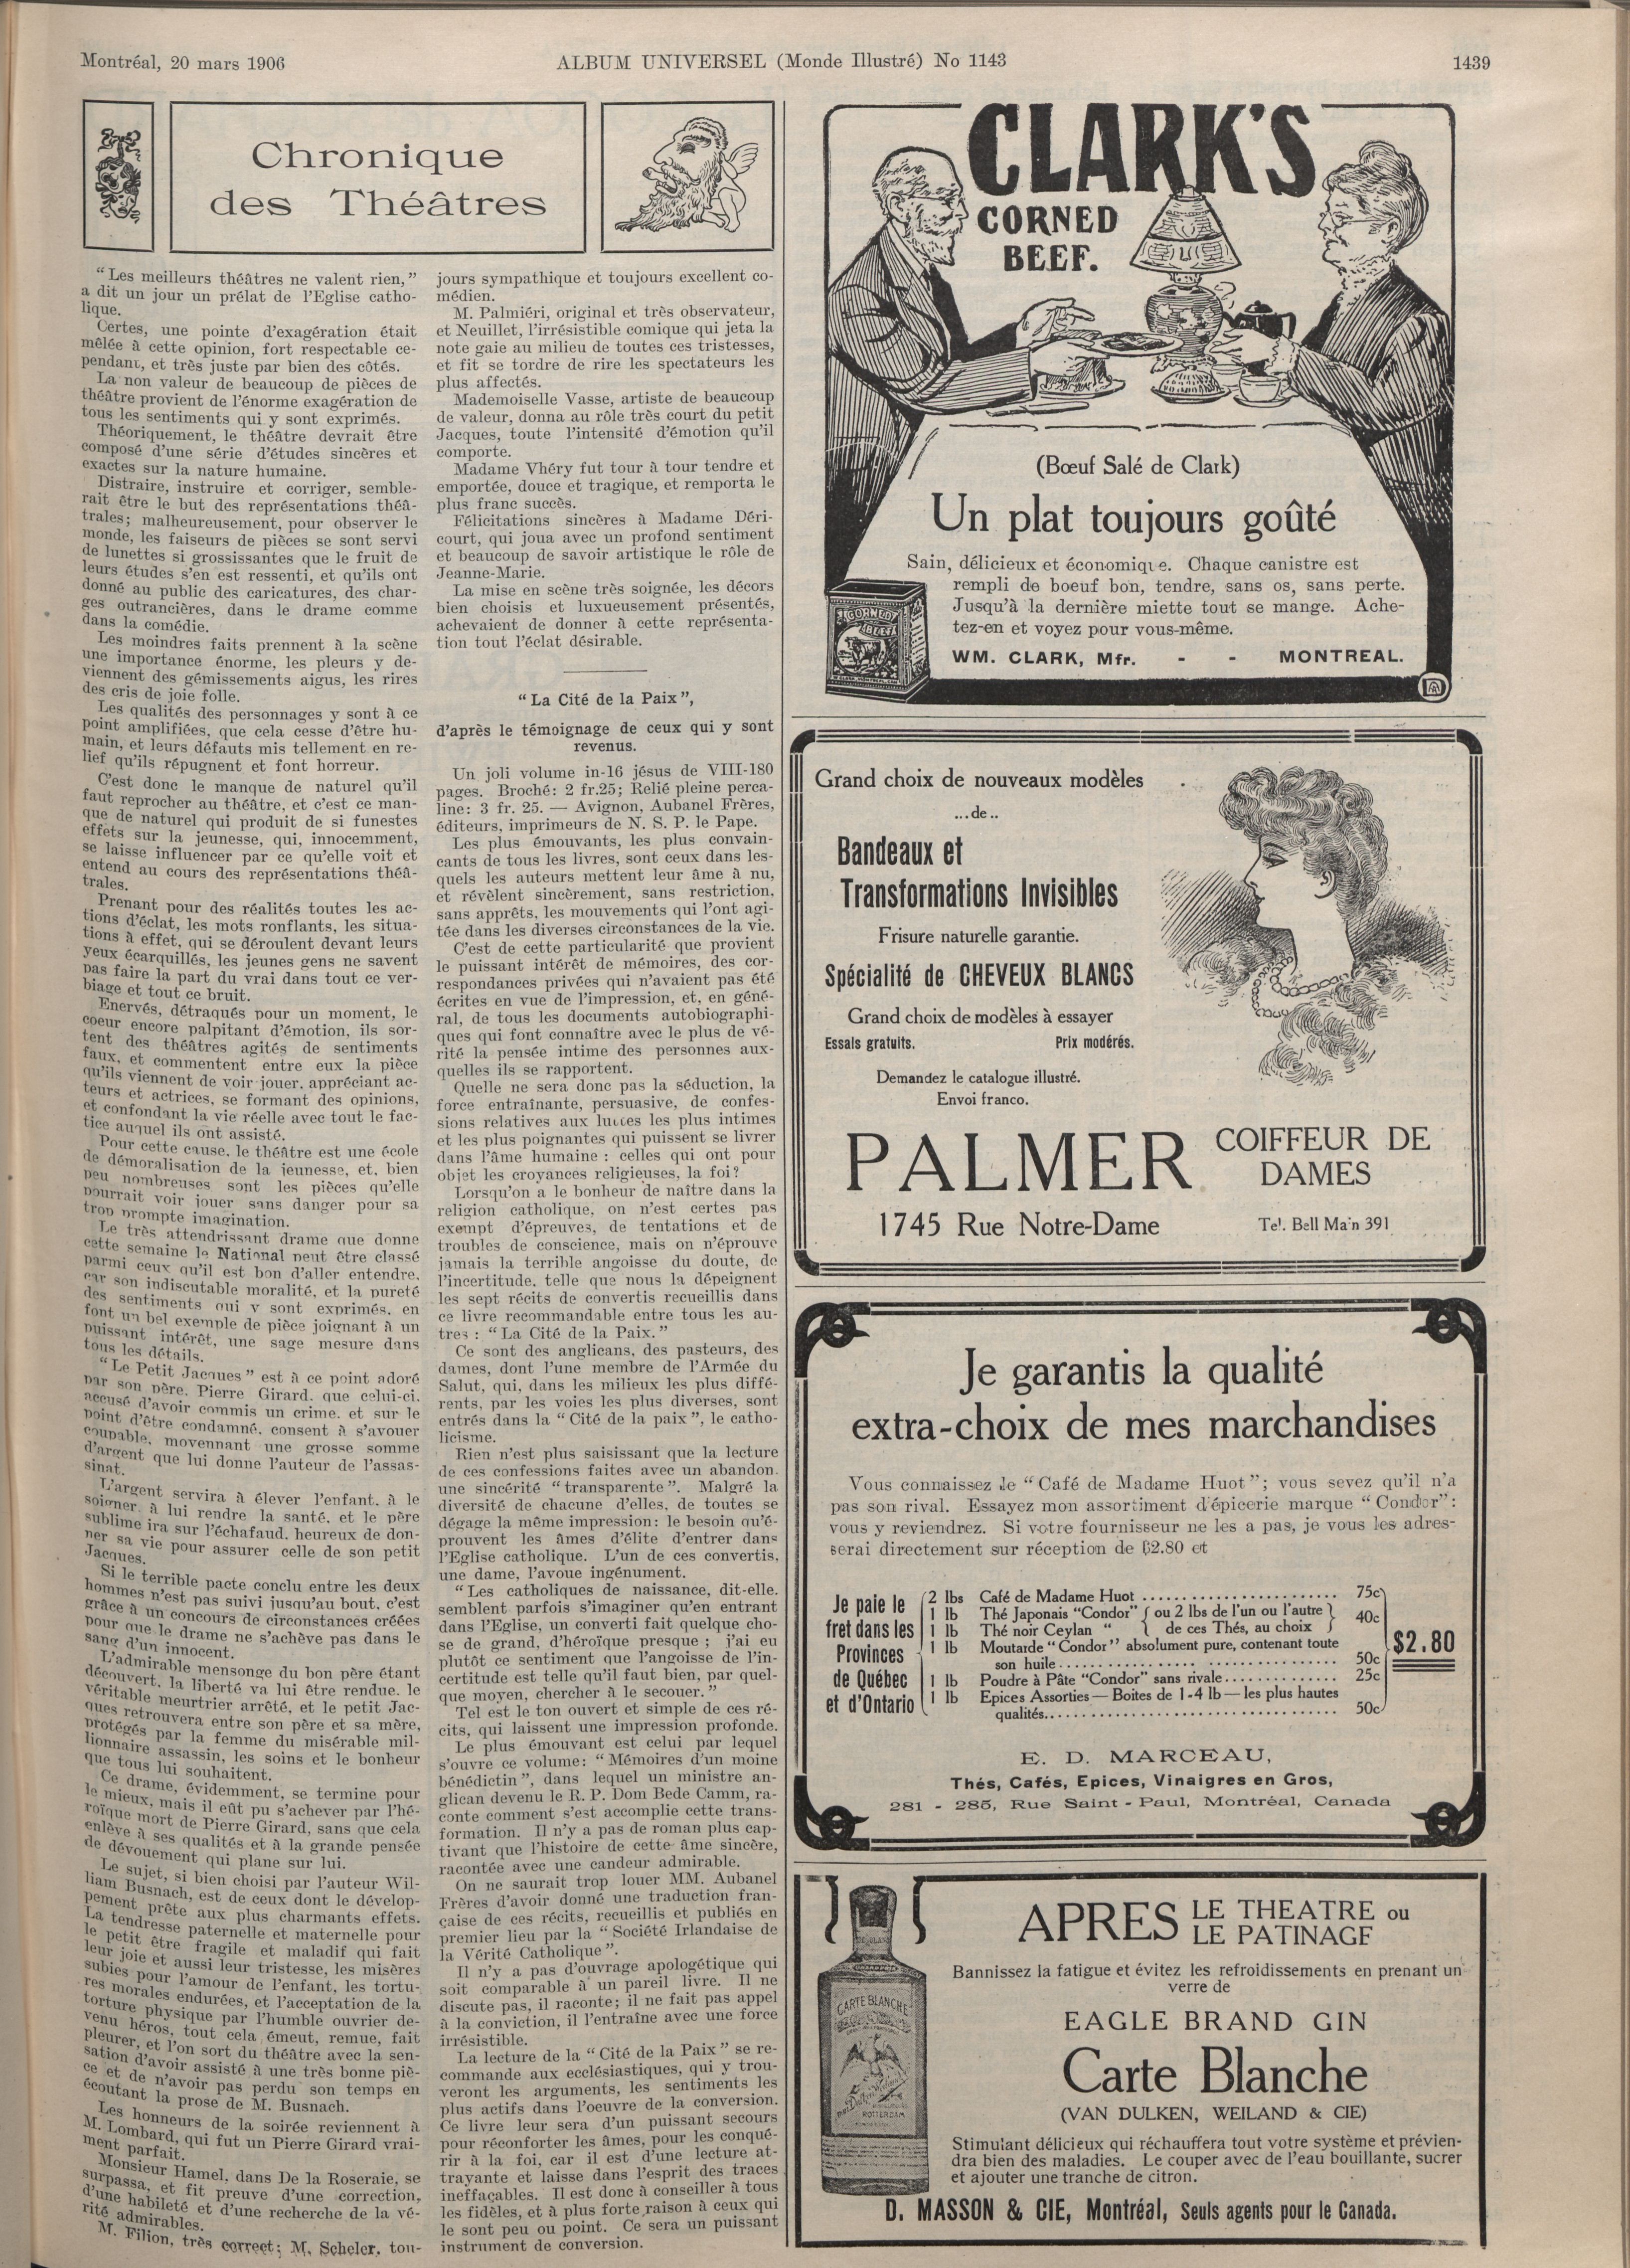 Montréal, 20 mars 1906
ALBUM UNIVERSEL (Monde Illustré) No 1143
1439
Chronique
des Théâtres
“Les meilleurs théâtres ne valent rien,”
a dit un jour un prélat de l'Eglise catho-
lique.
Certes, une pointe d'exagération était
mêlée à cette opinion, fort respectable ce-
pendant, et très juste par bien des côtés.
La non valeur de beaucoup de pièces de
théâtre provient de l'énorme exagération de
tous les sentiments qui y sont exprimés.
Théoriquement, le théâtre devrait être
composé d'une série d'études sincères et
exactes sur la nature humaine.
Distraire, instruire et corriger, semble-
rait être le but des représentations théâ-
trales; malheureusement, pour observer le
monde, les faiseurs de pièces se sont servi
de lunettes si grossissantes que le fruit de
leurs études s'en est ressenti, et qu'ils ont
donné au public des caricatures, des char-
ges outrancières, dans le drame comme
dans la comédie.
Les moindres faits prennent à la scène
une importance énorme, les pleurs y de-
viennent des gémissements aigus, les rires
des cris de joie folle.
Les qualités des personnages y sont à ce
point amplifiées, que cela cesse d'être hu-
main, et leurs défauts mis tellement en re-
lief qu'ils répugnent et font horreur.
C'est donc le manque de naturel qu'il
faut reprocher au théâtre, et c'est ce man-
que de naturel qui produit de si funestes
effets sur la jeunesse, qui, innocemment,
se laisse influencer par ce qu'elle voit et
entend au cours des représentations théâ-
trales.
Prenant pour des réalités toutes les ac-
tions d'éclat, les mots ronflants, les situa-
tions à effet, qui se déroulent devant leurs
yeux écarquillés, les jeunes gens ne savent
pas faire la part du vrai dans tout ce ver-
biage et tout ce bruit.
Enervés, détraqués pour un moment, le
coeur encore palpitant d'émotion, ils sor-
tent des théâtres agités de sentiments
faux, et commentent entre eux la pièce
qu'ils viennent de voir jouer, appréciant ac-
teurs et actrices, se formant des opinions,
et confondant la vie réelle avec tout le fac-
tice auquel ils ont assisté.
Pour cette cause, le théâtre est une école
de démoralisation de la jeunesse, et, bien
peu nombreuses sont les pièces qu'elle
pourrait voir jouer sans danger pour sa
trop prompte imagination.
Le très attendrissant drame que donne
cette semaine le National peut être classé
parmi ceux qu'il est bon d'aller entendre,
car son indiscutable moralité, et la pureté
des sentiments qui y sont exprimés, en
font un bel exemple de pièce joignant à un
puissant intérêt, une sage mesure dans
tous les détails.
“Le Petit Jacques” est à ce point adoré
par son père, Pierre Girard, que celui-ci,
accusé d'avoir commis un crime, et sur le
point d'être condamné, consent à s'avouer
coupable, moyennant une grosse somme
d'argent que lui donne l'auteur de l'assas-
sinat.
L'argent servira à élever l'enfant, à le
soigner, à lui rendre la santé, et le père
sublime ira sur l'échafaud, heureux de don-
ner sa vie pour assurer celle de son petit
Jacques.
Si le terrible pacte conclu entre les deux
hommes n'est pas suivi jusqu'au bout, c'est
grâce à un concours de circonstances créées
pour que le drame ne s'achève pas dans le
sang d'un innocent.
L'admirable mensonge du bon père étant
découvert, la liberté va lui être rendue, le
véritable meurtrier arrêté, et le petit Jac-
ques retrouvera entre son père et sa mère,
protégés par la femme du misérable mil-
lionnaire assassin, les soins et le bonheur
que tous lui souhaitent.
Ce drame, évidemment, se termine pour
le mieux, mais il eût pu s'achever par l'hé-
roïque mort de Pierre Girard, sans que cela
enlève à ses qualités et à la grande pensée
de dévouement qui plane sur lui.
Le sujet, si bien choisi par l'auteur Wil-
liam Busnach, est de ceux dont le dévelop-
pement prête aux plus charmants effets.
La tendresse paternelle et maternelle pour
le petit être fragile et maladif qui fait
leur joie et aussi leur tristesse, les misères
subies pour l'amour de l'enfant, les tortu-
res morales endurées, et l'acceptation de la
torture physique par l'humble ouvrier de-
venu héros, tout cela émeut, remue, fait
pleurer, et l'on sort du théâtre avec la sen-
sation d'avoir assisté à une très bonne piè-
ce et de n'avoir pas perdu son temps en
écoutant la prose de M. Busnach.
Les honneurs de la soirée reviennent à
M. Lombard, qui fut un Pierre Girard vrai-
ment parfait.
Monsieur Hamel, dans De la Roseraie, se
surpassa, et fit preuve d'une correction,
d'une habileté et d'une recherche de la vé-
rité admirables.
M. Filion, très correct; M. Scheler, tou-
jours sympathique et toujours excellent co-
médien.
M. Palmiéri, original et très observateur,
et Neuillet, l'irrésistible comique qui jeta la
note gaie au milieu de toutes ces tristesses,
et fit se tordre de rire les spectateurs les
plus affectés.
Mademoiselle Vasse, artiste de beaucoup
de valeur, donna au rôle très court du petit
Jacques, toute l'intensité d'émotion qu'il
comporte.
Madame Vhéry fut tour à tour tendre et
emportée, douce et tragique, et remporta le
plus franc succès.
Félicitations sincères à Madame Déri-
court, qui joua avec un profond sentiment
et beaucoup de savoir artistique le rôle de
Jeanne-Marie.
La mise en scène très soignée, les décors
bien choisis et luxueusement présentés,
achevaient de donner à cette représenta-
tion tout l'éclat désirable.
“La Cité de la Paix”,
d'après le témoignage de ceux qui y sont
revenus.
Un joli volume in-16 jésus de VIII-180
pages. Broché: 2 fr.25; Relié pleine perca-
line: 3 fr. 25. — Avignon, Aubanel Frères,
éditeurs, imprimeurs de N. S. P. le Pape.
Les plus émouvants, les plus convain-
cants de tous les livres, sont ceux dans les-
quels les auteurs mettent leur âme à nu,
et révèlent sincèrement, sans restriction,
sans apprêts, les mouvements qui l'ont agi-
tée dans les diverses circonstances de la vie.
C'est de cette particularité que provient
le puissant intérêt de mémoires, des cor-
respondances privées qui n'avaient pas été
écrites en vue de l'impression, et, en géné-
ral, de tous les documents autobiographi-
ques qui font connaître avec le plus de vé-
rité la pensée intime des personnes aux-
quelles ils se rapportent.
Quelle ne sera donc pas la séduction, la
force entraînante, persuasive, de confes-
sions relatives aux luttes les plus intimes
et les plus poignantes qui puissent se livrer
dans l'âme humaine : celles qui ont pour
objet les croyances religieuses, la foi?
Lorsqu'on a le bonheur de naître dans la
religion catholique, on n'est certes pas
exempt d'épreuves, de tentations et de
troubles de conscience, mais on n'éprouve
jamais la terrible angoisse du doute, de
l'incertitude, telle que nous la dépeignent
les sept récits de convertis recueillis dans
ce livre recommandable entre tous les au-
tres : “La Cité de la Paix.”
Ce sont des anglicans, des pasteurs, des
dames, dont l'une membre de l'Armée du
Salut, qui, dans les milieux les plus diffé-
rents, par les voies les plus diverses, sont
entrés dans la “Cité de la paix”, le catho-
licisme.
Rien n'est plus saisissant que la lecture
de ces confessions faites avec un abandon,
une sincérité “transparente”. Malgré la
diversité de chacune d'elles, de toutes se
dégage la même impression: le besoin qu'é-
prouvent les âmes d'élite d'entrer dans
l'Eglise catholique. L'un de ces convertis,
une dame, l'avoue ingénument.
“Les catholiques de naissance, dit-elle,
semblent parfois s'imaginer qu'en entrant
dans l'Eglise, un converti fait quelque cho-
se de grand, d'héroïque presque ; j'ai eu
plutôt ce sentiment que l'angoisse de l'in-
certitude est telle qu'il faut bien, par quel-
que moyen, chercher à le secouer.”
Tel est le ton ouvert et simple de ces ré-
cits, qui laissent une impression profonde.
Le plus émouvant est celui par lequel
s'ouvre ce volume: “Mémoires d'un moine
bénédictin”, dans lequel un ministre an-
glican devenu le R. P. Dom Bede Camm, ra-
conte comment s'est accomplie cette trans-
formation. Il n'y a pas de roman plus cap-
tivant que l'histoire de cette âme sincère,
racontée avec une candeur admirable.
On ne saurait trop louer MM. Aubanel
Frères d'avoir donné une traduction fran-
çaise de ces récits, recueillis et publiés en
premier lieu par la “Société Irlandaise de
la Vérité Catholique”.
Il n'y a pas d'ouvrage apologétique qui
soit comparable à un pareil livre. Il ne
discute pas, il raconte; il ne fait pas appel
à la conviction, il l'entraîne avec une force
irrésistible.
La lecture de la “Cité de la Paix” se re-
commande aux ecclésiastiques, qui y trou-
veront les arguments, les sentiments les
plus actifs dans l'oeuvre de la conversion.
Ce livre leur sera d'un puissant secours
pour réconforter les âmes, pour les conqué-
rir à la foi, car il est d'une lecture at-
trayante et laisse dans l'esprit des traces
ineffaçables. Il est donc à conseiller à tous
les fidèles, et à plus forte raison à ceux qui
le sont peu ou point. Ce sera un puissant
instrument de conversion.
CLARK'S
CORNED
BEEF.
(Bœuf Salé de Clark)
Un plat toujours goûté
Sain, délicieux et économique. Chaque canistre est
rempli de boeuf bon, tendre, sans os, sans perte.
Jusqu'à la dernière miette tout se mange. Ache-
tez-en et voyez pour vous-même.
WM. CLARK, Mfr. - - MONTREAL.
CORNED
BEEF
Grand choix de nouveaux modèles
...de..
Bandeaux et
Transformations Invisibles
Frisure naturelle garantie.
Spécialité de CHEVEUX BLANCS
Grand choix de modèles à essayer
Essais gratuits. Prix modérés.
Demandez le catalogue illustré.
Envoi franco.
PALMER COIFFEUR DE
DAMES
1745 Rue Notre-Dame Tel. Bell Main 391
Je garantis la qualité
extra-choix de mes marchandises
Vous connaissez le “Café de Madame Huot”; vous sevez qu'il n'a
pas son rival. Essayez mon assortiment d'épicerie marque “Condor”:
vous y reviendrez. Si votre fournisseur ne les a pas, je vous les adres-
serai directement sur réception de $2.80 et
Je paie le
fret dans les
Provinces
de Québec
et d'Ontario
2 lbs Café de Madame Huot ........................ 75c
1 lb Thé Japonais “Condor” { ou 2 lbs de l'un ou l'autre }
1 lb Thé noir Ceylan “ { de ces Thés, au choix } 40c
1 lb Moutarde “Condor” absolument pure, contenant toute
son huile........................ 50c
1 lb Poudre à Pâte “Condor” sans rivale............... 25c
1 lb Epices Assorties—Boites de 1-4 lb—les plus hautes
qualités........................ 50c
$2.80
E. D. MARCEAU,
Thés, Cafés, Epices, Vinaigres en Gros,
281 - 285, Rue Saint-Paul, Montréal, Canada
APRES LE THEATRE ou
LE PATINAGE
Bannissez la fatigue et évitez les refroidissements en prenant un
verre de
EAGLE BRAND GIN
Carte Blanche
(VAN DULKEN, WEILAND & CIE)
Stimulant délicieux qui réchauffera tout votre système et prévien-
dra bien des maladies. Le couper avec de l'eau bouillante, sucrer
et ajouter une tranche de citron.
D. MASSON & CIE, Montréal, Seuls agents pour le Canada.
CARTE BLANCHE
ROTTERDAM